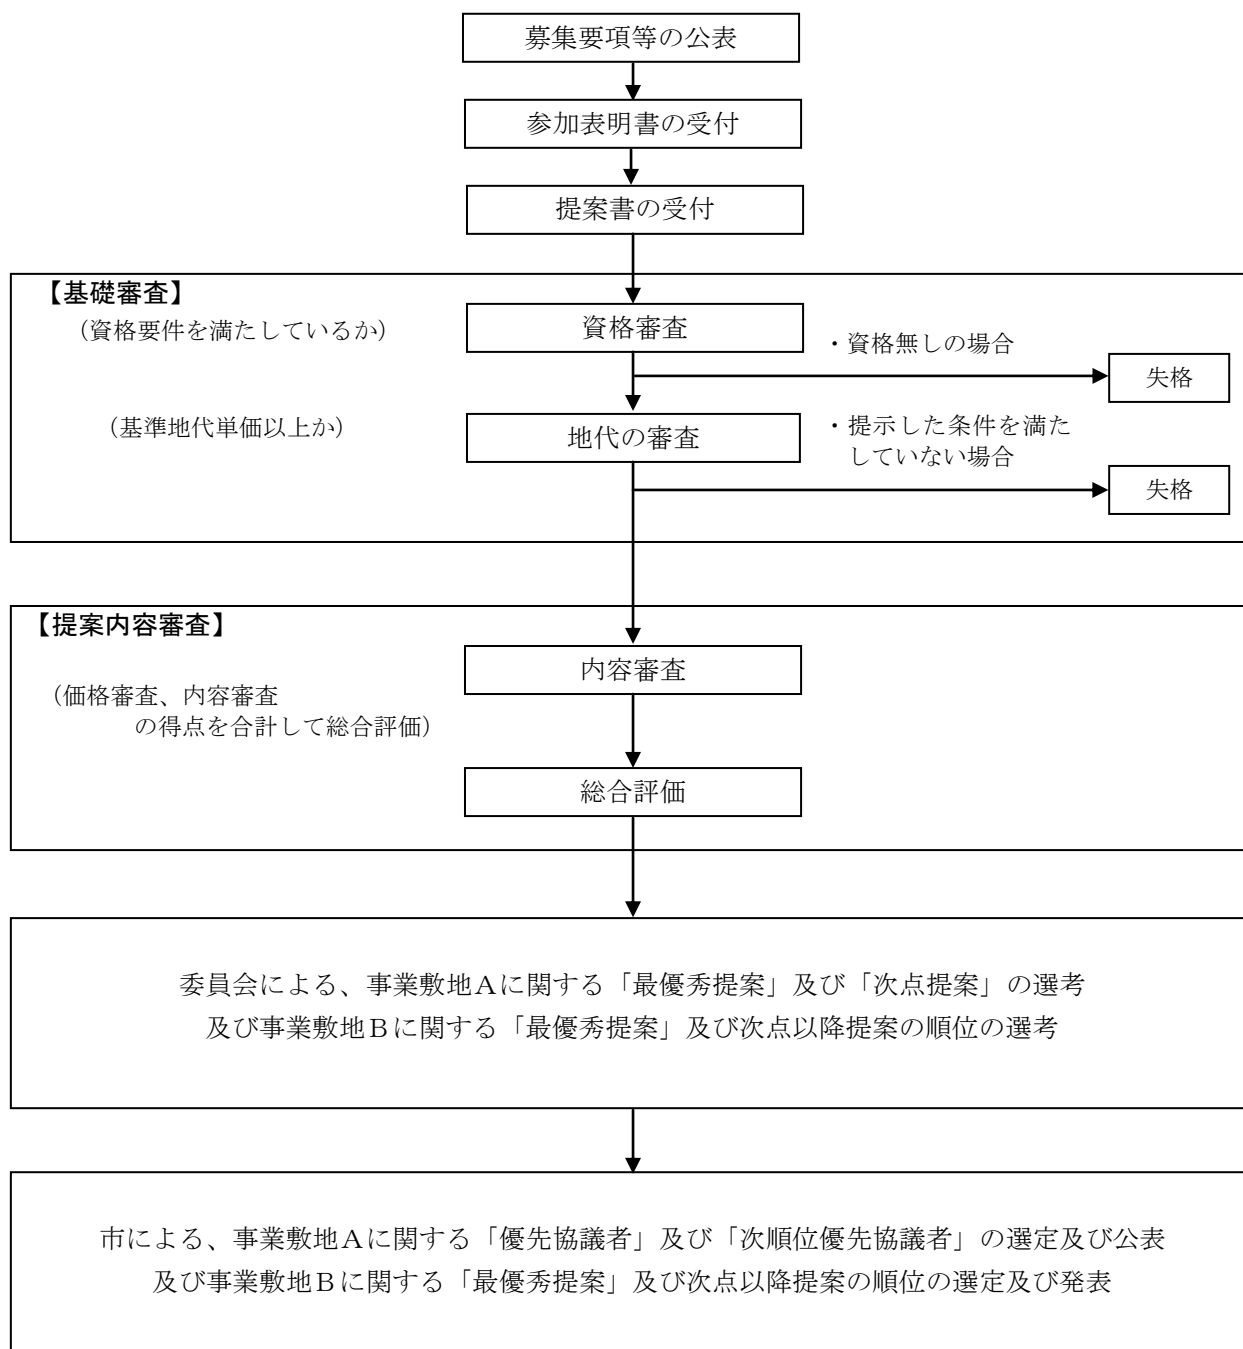 募集要項等の公表
参加表明書の受付
提案書の受付
【基礎審査】
（資格要件を満たしているか）
資格審査
・資格無しの場合
失格
（基準地代単価以上か）
地代の審査
・提示した条件を満た
していない場合
失格
【提案内容審査】
内容審査
（価格審査、内容審査
の得点を合計して総合評価）
総合評価
委員会による、事業敷地Ａに関する「最優秀提案」及び「次点提案」の選考
及び事業敷地Ｂに関する「最優秀提案」及び次点以降提案の順位の選考
市による、事業敷地Ａに関する「優先協議者」及び「次順位優先協議者」の選定及び公表
及び事業敷地Ｂに関する「最優秀提案」及び次点以降提案の順位の選定及び発表